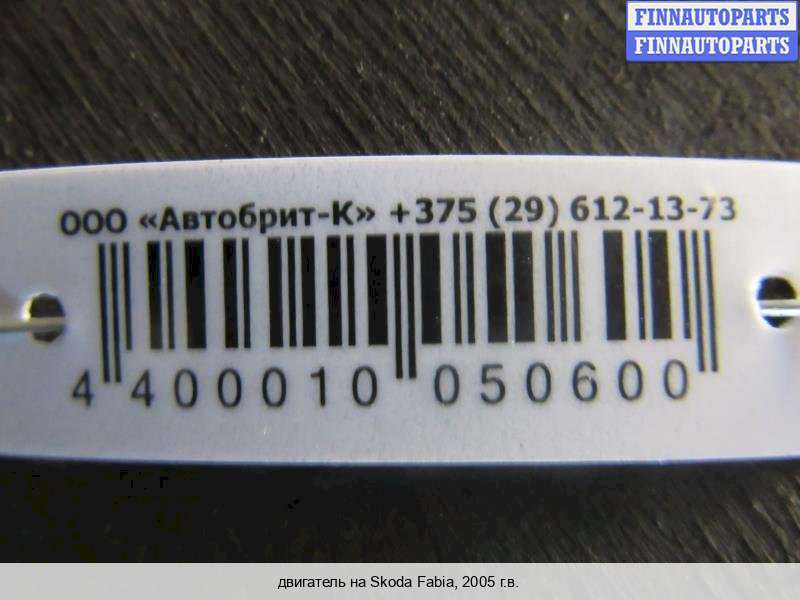 FINNAUTOPARTS
FINNAUTOPARTS
ООО «Автобрит-К» +375 (29) 612-13-73
4 400010 050600
двигатель на Skoda Fabia, 2005 г.в.